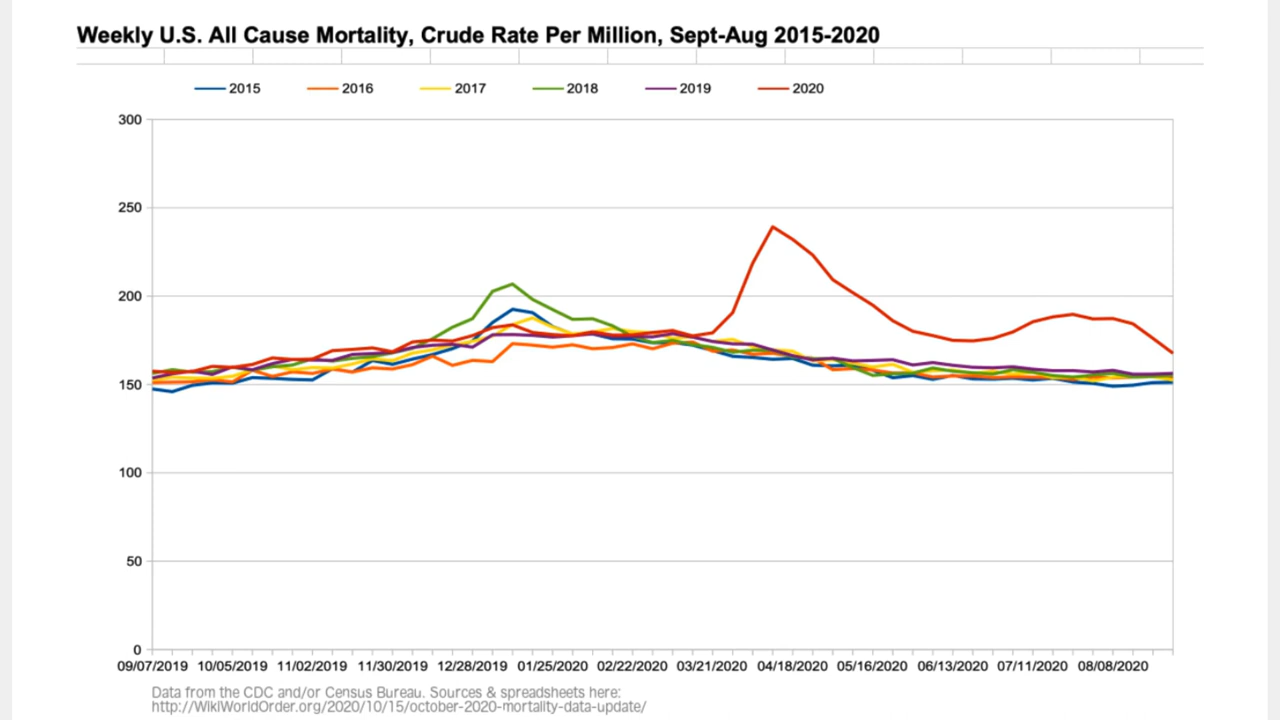 Weekly U.S. All Cause Mortality, Crude Rate Per Million, Sept-Aug 2015-2020
2015 2016 2017 2018 2019 2020
300
250
200
150
100
50
0
09/07/2019 10/05/2019 11/02/2019 11/30/2019 12/28/2019 01/25/2020 02/22/2020 03/21/2020 04/18/2020 05/16/2020 06/13/2020 07/11/2020 08/08/2020
Data from the CDC and/or Census Bureau. Sources & spreadsheets here:
http://WikiWorldOrder.org/2020/10/15/october-2020-mortality-data-update/